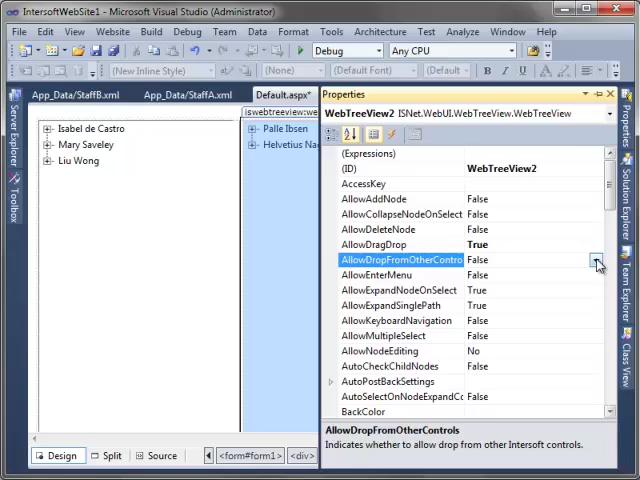 IntersoftWebSite1 - Microsoft Visual Studio (Administrator)
File Edit View Website Build Debug Team Data Format Tools Architecture Test Analyze Window Help
Debug Any CPU
(New Inline Style) (None) (Default Font) (Default B I U A
App_Data/StaffB.xml App_Data/StaffA.xml Default.aspx*
Server Explorer
Toolbox
Isabel de Castro
Mary Saveley
Liu Wong
Palle Ibsen
Design Split Source <form#form1> <div>
Properties
WebTreeView2 ISNet.WebUI.WebTreeView.WebTreeView
(Expressions)
(ID) WebTreeView2
AccessKey
AllowAddNode False
AllowCollapseNodeOnSelect False
AllowDeleteNode False
AllowDragDrop True
AllowDropFromOtherContro False
AllowEnterMenu False
AllowExpandNodeOnSelect True
AllowExpandSinglePath True
AllowKeyboardNavigation False
AllowMultipleSelect False
AllowNodeEditing No
AutoCheckChildNodes False
AutoPostBackSettings
AutoSelectOnNodeExpandCo False
BackColor
AllowDropFromOtherControls
Indicates whether to allow drop from other Intersoft controls.
Properties
Solution Explorer
Team Explorer
Class View